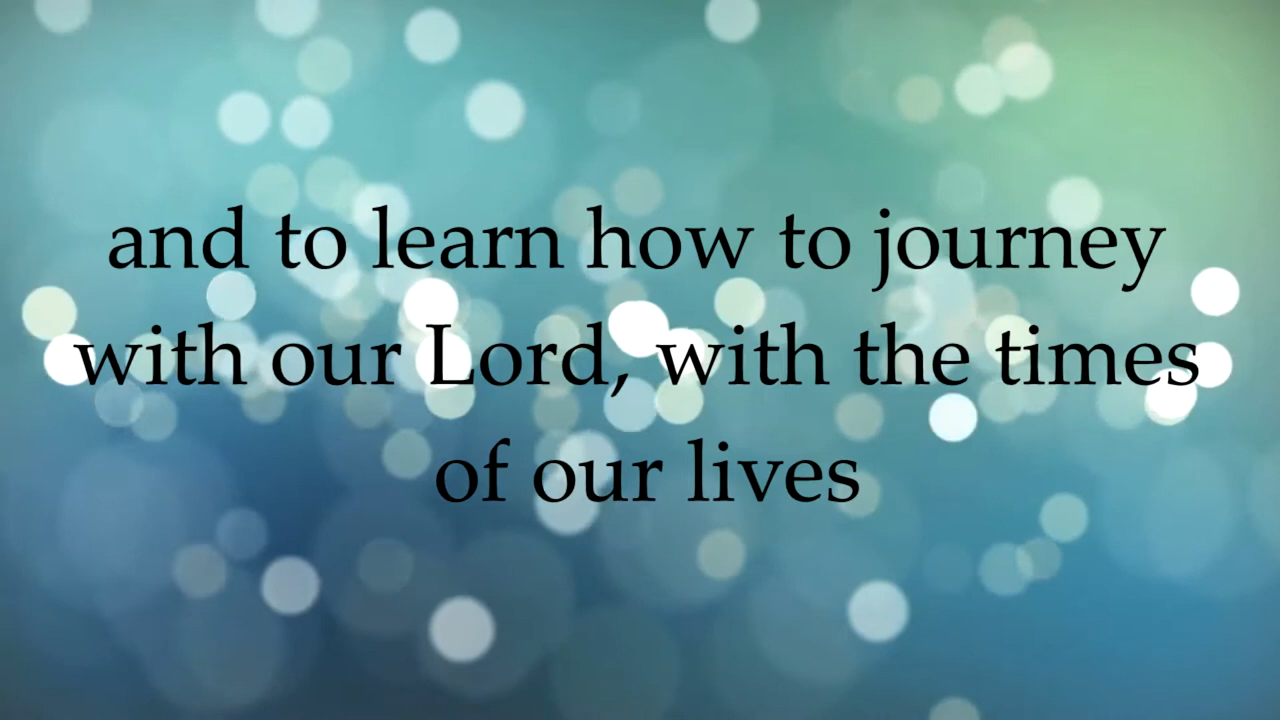 and to learn how to journey
with our Lord, with the times
of our lives